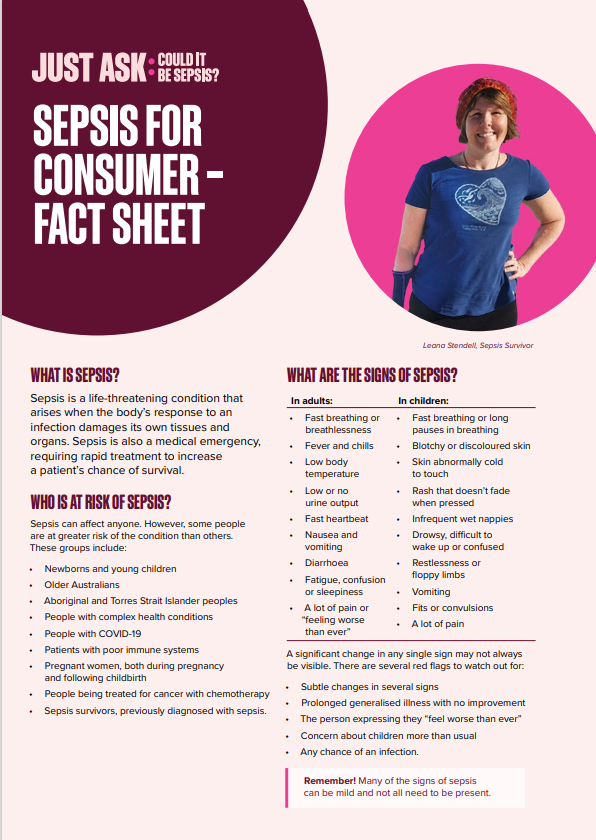 JUST ASK: COULD IT
BE SEPSIS?
SEPSIS FOR
CONSUMER –
FACT SHEET
Leana Stendell, Sepsis Survivor
WHAT IS SEPSIS?
Sepsis is a life-threatening condition that
arises when the body's response to an
infection damages its own tissues and
organs. Sepsis is also a medical emergency,
requiring rapid treatment to increase
a patient's chance of survival.
WHO IS AT RISK OF SEPSIS?
Sepsis can affect anyone. However, some people
are at greater risk of the condition than others.
These groups include:
• Newborns and young children
• Older Australians
• Aboriginal and Torres Strait Islander peoples
• People with complex health conditions
• People with COVID-19
• Patients with poor immune systems
• Pregnant women, both during pregnancy
and following childbirth
• People being treated for cancer with chemotherapy
• Sepsis survivors, previously diagnosed with sepsis.
WHAT ARE THE SIGNS OF SEPSIS?
In adults:
• Fast breathing or
breathlessness
• Fever and chills
• Low body
temperature
• Low or no
urine output
• Fast heartbeat
• Nausea and
vomiting
• Diarrhoea
• Fatigue, confusion
or sleepiness
• A lot of pain or
"feeling worse
than ever"
In children:
• Fast breathing or long
pauses in breathing
• Blotchy or discoloured skin
• Skin abnormally cold
to touch
• Rash that doesn't fade
when pressed
• Infrequent wet nappies
• Drowsy, difficult to
wake up or confused
• Restlessness or
floppy limbs
• Vomiting
• Fits or convulsions
• A lot of pain
A significant change in any single sign may not always
be visible. There are several red flags to watch out for:
• Subtle changes in several signs
• Prolonged generalised illness with no improvement
• The person expressing they "feel worse than ever"
• Concern about children more than usual
• Any chance of an infection.
Remember! Many of the signs of sepsis
can be mild and not all need to be present.